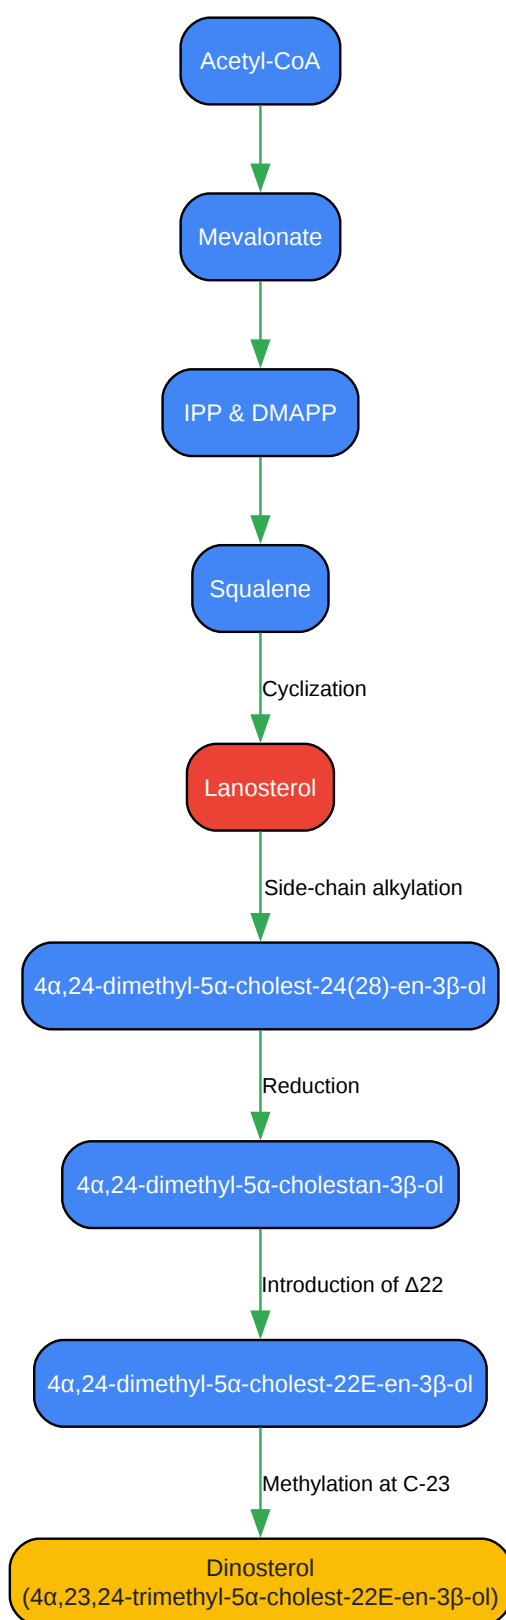 Acetyl-CoA
Mevalonate
IPP & DMAPP
Squalene
Cyclization
Lanosterol
Side-chain alkylation
4α,24-dimethyl-5α-cholest-24(28)-en-3β-ol
Reduction
4α,24-dimethyl-5α-cholestan-3β-ol
Introduction of Δ22
4α,24-dimethyl-5α-cholest-22E-en-3β-ol
Methylation at C-23
Dinosterol
(4α,23,24-trimethyl-5α-cholest-22E-en-3β-ol)